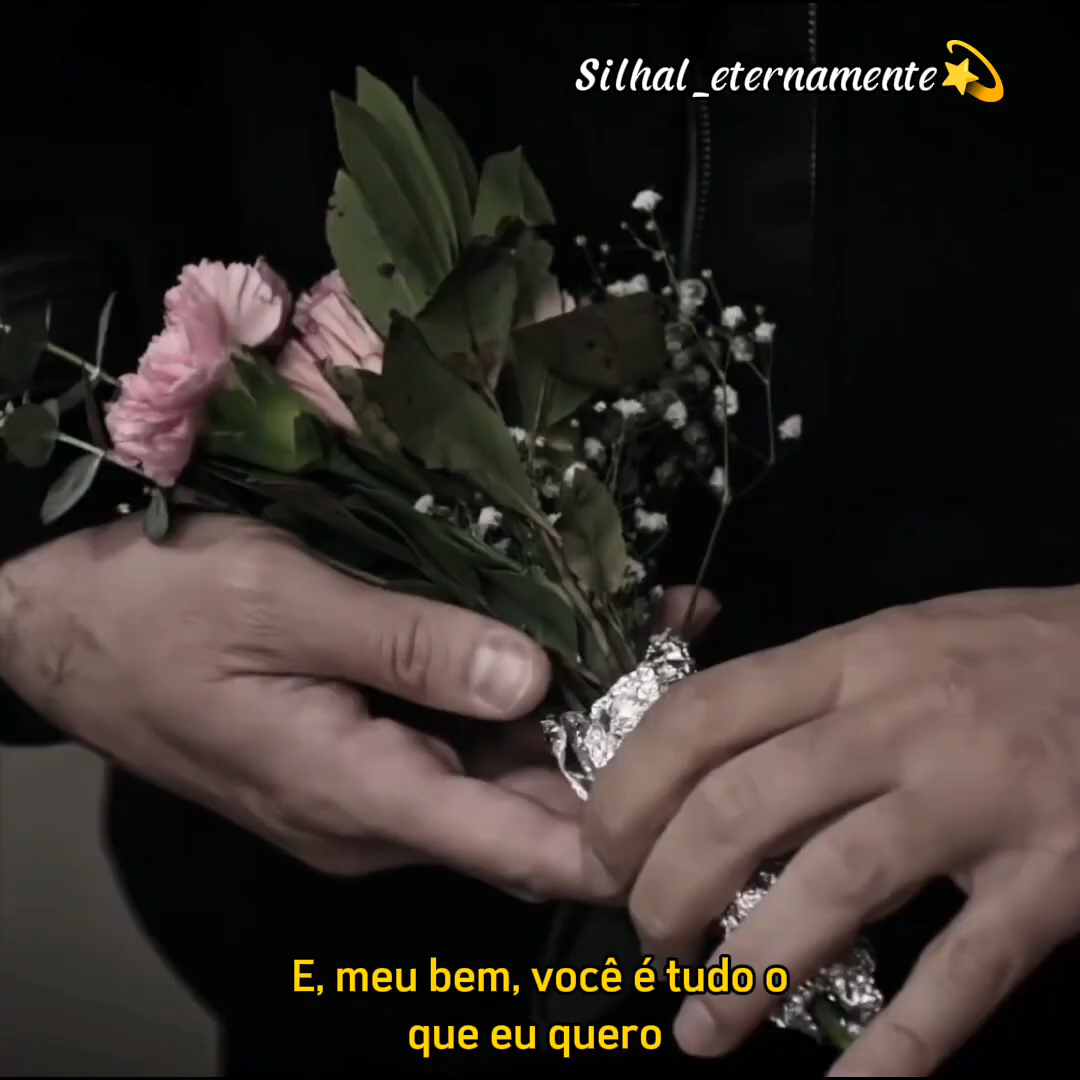 Silhal_eternamente💫
E, meu bem, você é tudo o
que eu quero